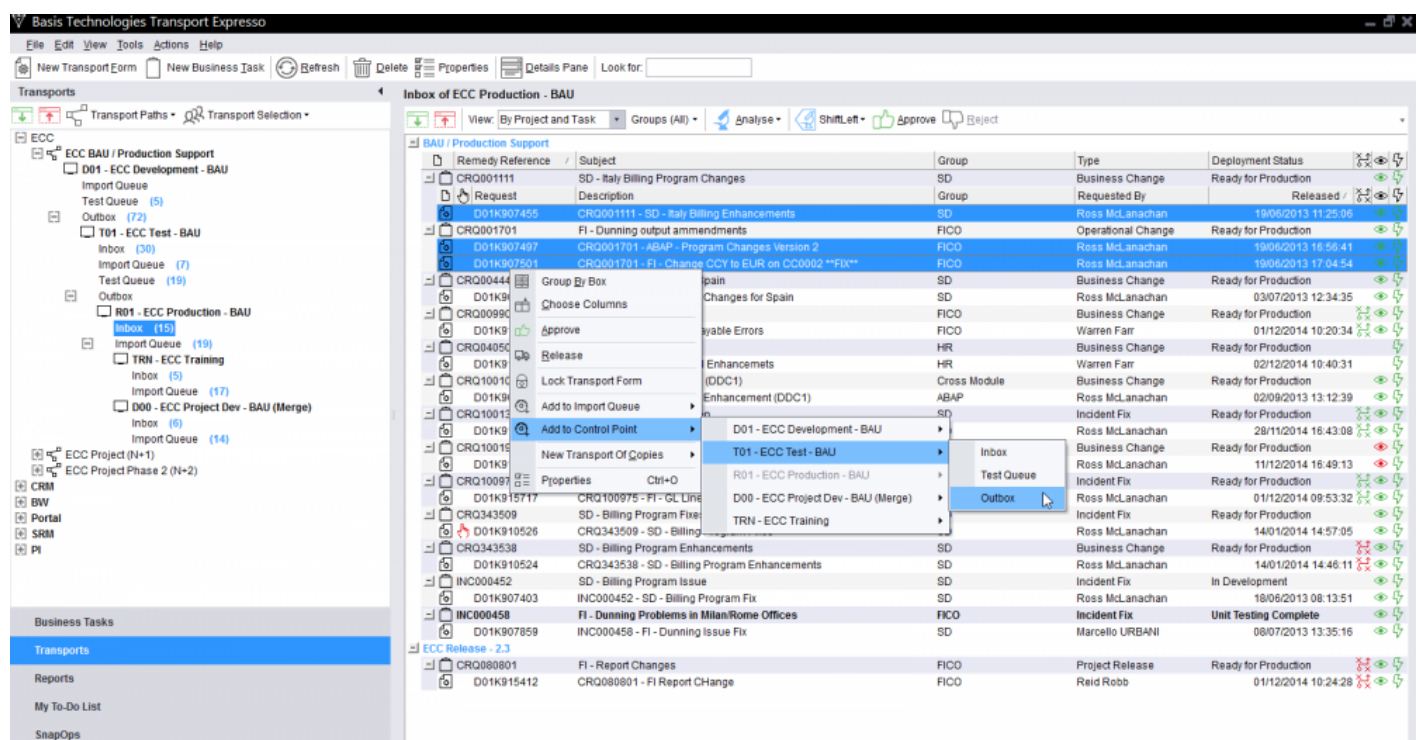 Basis Technologies Transport Expresso
File Edit View Tools Actions Help
New Transport Form New Business Task Refresh Delete Properties Details Pane Look for:
Transports
Transport Paths Transport Selection
ECC
ECC BAU / Production Support
D01 - ECC Development - BAU
Import Queue
Test Queue (5)
Outbox (72)
T01 - ECC Test - BAU
Inbox (30)
Import Queue (7)
Test Queue (19)
Outbox
R01 - ECC Production - BAU
Inbox (15)
Import Queue (19)
TRN - ECC Training
Inbox (5)
Import Queue (17)
D00 - ECC Project Dev - BAU (Merge)
Inbox (6)
Import Queue (14)
ECC Project (N+1)
ECC Project Phase 2 (N+2)
CRM
BW
Portal
SRM
PI
Business Tasks
Transports
Reports
My To-Do List
SnapOps
Inbox of ECC Production - BAU
View: By Project and Task Groups (All) Analyse ShiftLeft Approve Reject
BAU / Production Support
Remedy Reference / Subject Group Type Deployment Status
CRQ001111 SD - Italy Billing Program Changes SD Business Change Ready for Production
Request Description Group Requested By Released /
D01K907455 CRQ001111 - SD - Italy Billing Enhancements SD Ross McLanachan 19/06/2013 11:25:06
CRQ001701 FI - Dunning output ammendments FICO Operational Change Ready for Production
D01K907497 CRQ001701 - ABAP - Program Changes Version 2 FICO Ross McLanachan 19/06/2013 16:56:41
D01K907501 CRQ001701 - FI - Change CCY to EUR on CC0002 **FIX** FICO Ross McLanachan 19/06/2013 17:04:54
CRQ00444 pain SD Business Change Ready for Production
D01K9 Changes for Spain SD Ross McLanachan 03/07/2013 12:34:35
CRQ00990 FICO Business Change Ready for Production
D01K9 ayable Errors FICO Warren Farr 01/12/2014 10:20:34
CRQ04050 HR Business Change Ready for Production
D01K9 Enhancemets HR Warren Farr 02/12/2014 10:40:31
CRQ10010 (DDC1) Cross Module Business Change Ready for Production
D01K9 Enhancement (DDC1) ABAP Ross McLanachan 02/09/2013 13:12:39
CRQ10013 SD Incident Fix Ready for Production
D01K9 Ross McLanachan 28/11/2014 16:43:08
CRQ10019 Business Change Ready for Production
D01K9 Ross McLanachan 11/12/2014 16:49:13
CRQ10097 Incident Fix Ready for Production
D01K915717 CRQ100975 - FI - GL Line Ross McLanachan 01/12/2014 09:53:32
CRQ343509 SD - Billing Program Fixe Incident Fix Ready for Production
D01K910526 CRQ343509 - SD - Billing SD Ross McLanachan 14/01/2014 14:57:05
CRQ343538 SD - Billing Program Enhancements SD Business Change Ready for Production
D01K910524 CRQ343538 - SD - Billing Program Enhancements SD Ross McLanachan 14/01/2014 14:46:11
INC000452 SD - Billing Program Issue SD Incident Fix In Development
D01K907403 INC000452 - SD - Billing Program Fix SD Ross McLanachan 18/06/2013 08:13:51
INC000458 FI - Dunning Problems in Milan/Rome Offices FICO Incident Fix Unit Testing Complete
D01K907859 INC000458 - FI - Dunning Issue Fix SD Marcello URBANI 08/07/2013 13:35:16
ECC Release - 2.3
CRQ080801 FI - Report Changes FICO Project Release Ready for Production
D01K915412 CRQ080801 - FI Report CHange FICO Reid Robb 01/12/2014 10:24:28
Group By Box
Choose Columns
Approve
Release
Lock Transport Form
Add to Import Queue
Add to Control Point
New Transport Of Copies
Properties Ctrl+O
D01 - ECC Development - BAU
T01 - ECC Test - BAU
R01 - ECC Production - BAU
D00 - ECC Project Dev - BAU (Merge)
TRN - ECC Training
Inbox
Test Queue
Outbox